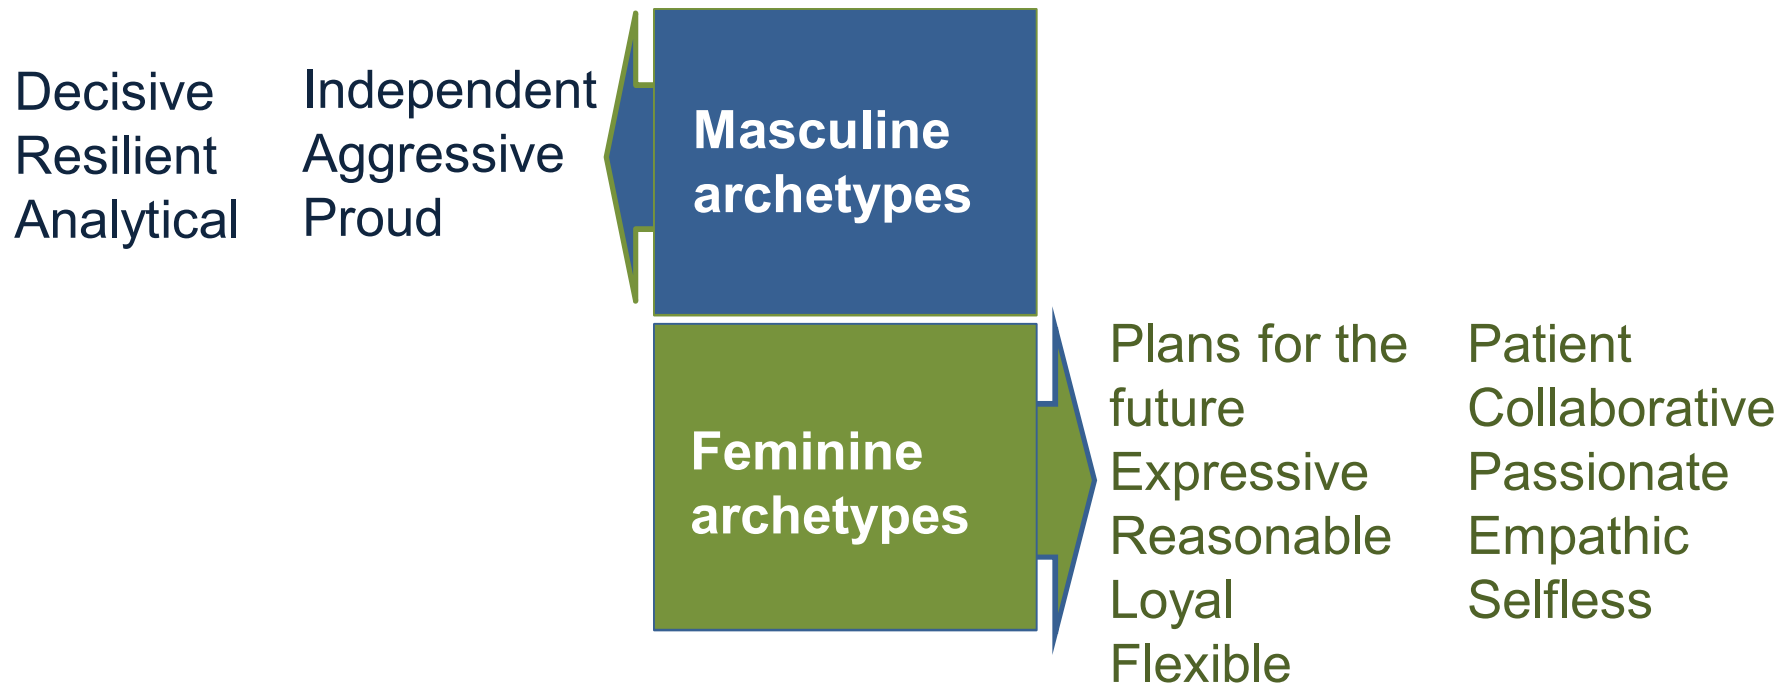 Decisive
Resilient
Analytical
Independent
Aggressive
Proud
Masculine
archetypes
Feminine
archetypes
Plans for the
future
Expressive
Reasonable
Loyal
Flexible
Patient
Collaborative
Passionate
Empathic
Selfless